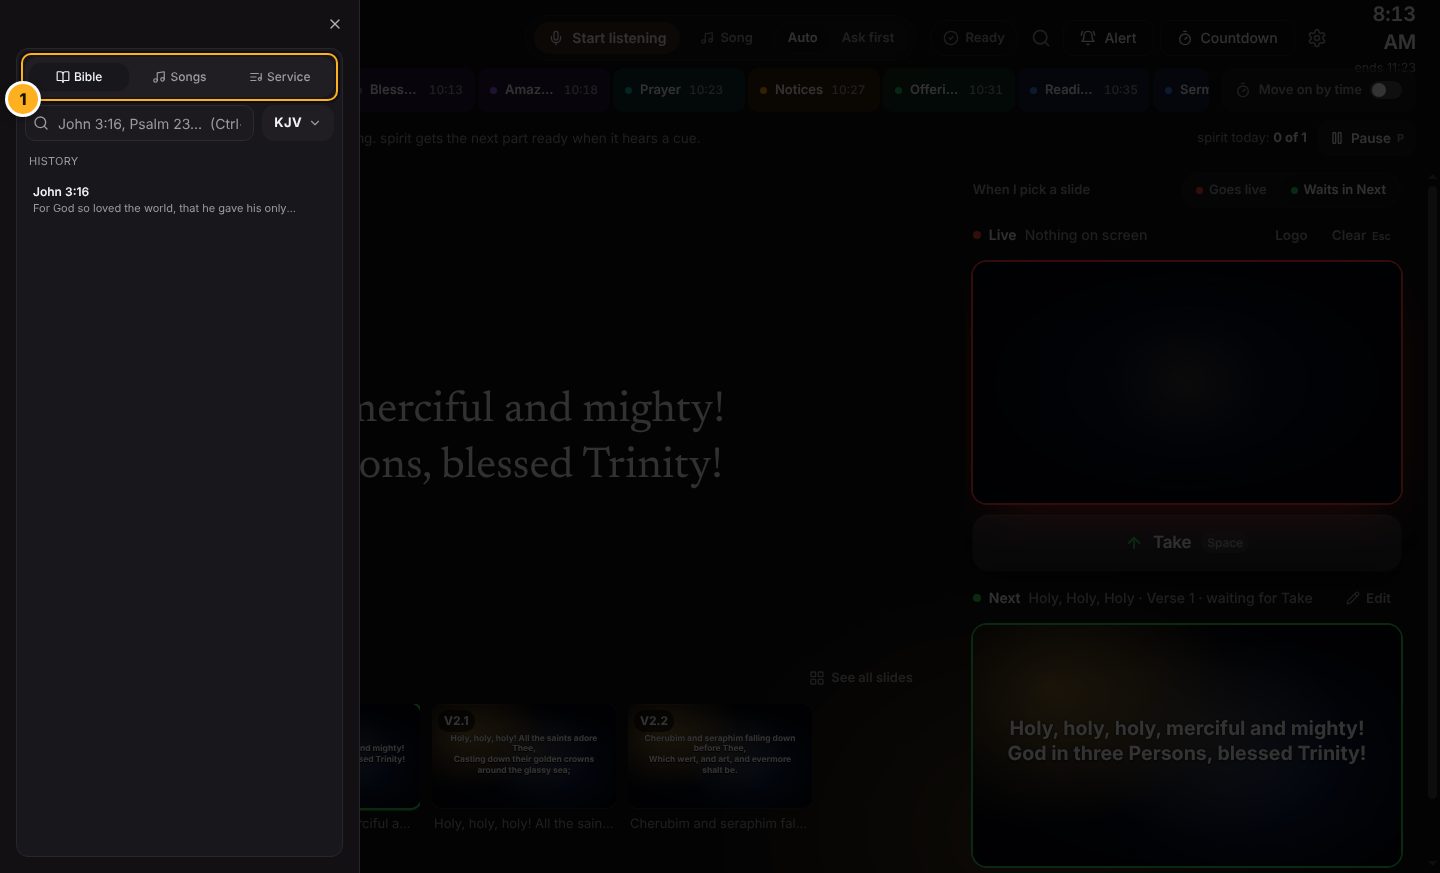 Bible
Songs
Service
1
John 3:16, Psalm 23... (Ctrl-
KJV
HISTORY
John 3:16
For God so loved the world, that he gave his only...
Start listening
Song
Auto
Ask first
Ready
Alert
Countdown
8:13
AM
ends 11:23
Bless... 10:13
Amaz... 10:18
Prayer 10:23
Notices 10:27
Offeri... 10:31
Readi... 10:35
Serm
Move on by time
ng. spirit gets the next part ready when it hears a cue.
spirit today: 0 of 1
Pause P
When I pick a slide
Goes live
Waits in Next
Live Nothing on screen
Logo
Clear Esc
nerciful and mighty!
ons, blessed Trinity!
Take Space
Next Holy, Holy, Holy · Verse 1 · waiting for Take
Edit
See all slides
nd mighty!
sed Trinity!
V2.1
Holy, holy, holy! All the saints adore
Thee,
Casting down their golden crowns
around the glassy sea;
V2.2
Cherubim and seraphim falling down
before Thee,
Which wert, and art, and evermore
shalt be.
rciful a...
Holy, holy, holy! All the sain...
Cherubim and seraphim fal...
Holy, holy, holy, merciful and mighty!
God in three Persons, blessed Trinity!